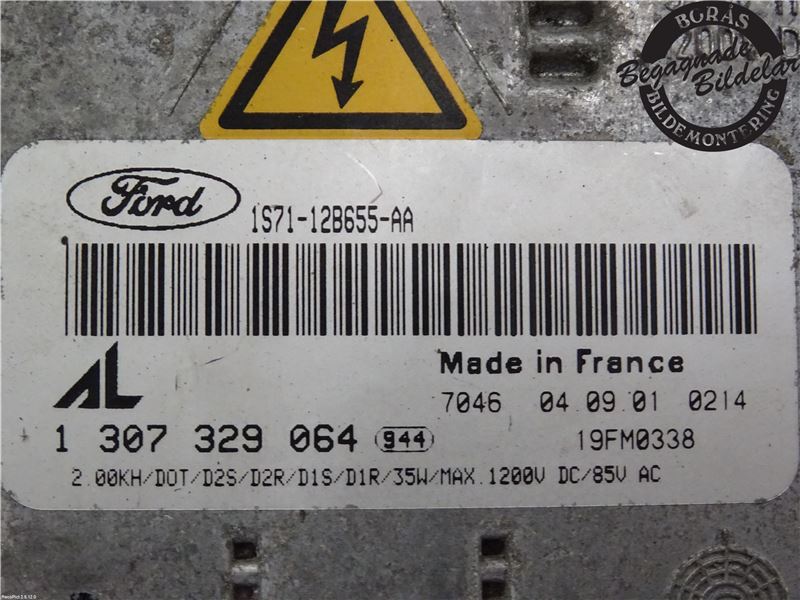 BORÅS
Begagnade
Bildelar
BILDEMONTERING
Ford
1S71-12B655-AA
AL
Made in France
7046 04.09.01 0214
1 307 329 064 944
19FM0338
2.00KH/DOT/D2S/D2R/D1S/D1R/35W/MAX.1200V DC/85V AC